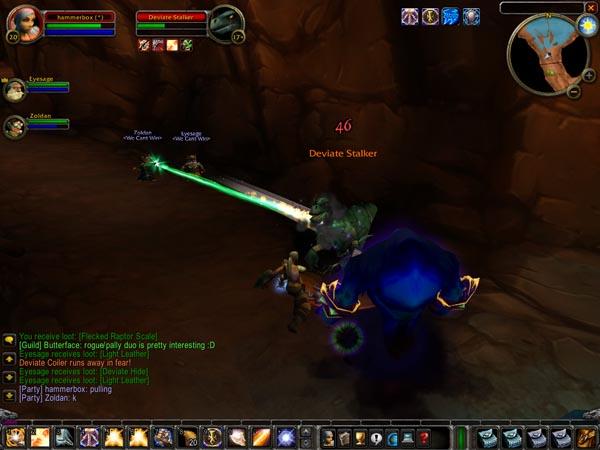 hammerbox (*)
20
Deviate Stalker
17+
N
Eyesage
Zoldan
Zoldan
<We Cant Win>
Eyesage
<We Cant Win>
46
Deviate Stalker
You receive loot: [Flecked Raptor Scale]
[Guild] Butterface: rogue/pally duo is pretty interesting :D
Eyesage receives loot: [Light Leather]
Deviate Coiler runs away in fear!
Eyesage receives loot: [Deviate Hide]
Eyesage receives loot: [Light Leather]
[Party] hammerbox: pulling
[Party] Zoldan: k
20